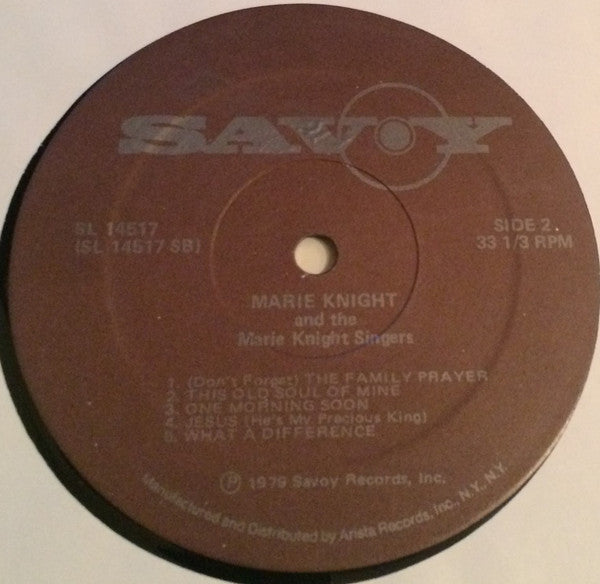 SAVOY
SL 14517
(SL 14517 SB)
SIDE 2
33 1/3 RPM
MARIE KNIGHT
and the
Marie Knight Singers
1. (Don't Forget) THE FAMILY PRAYER
2. THIS OLD SOUL OF MINE
3. ONE MORNING SOON
4. JESUS (He's My Precious King)
5. WHAT A DIFFERENCE
Ⓟ 1979 Savoy Records, Inc.
Manufactured and Distributed by Arista Records, Inc., N.Y., N.Y.